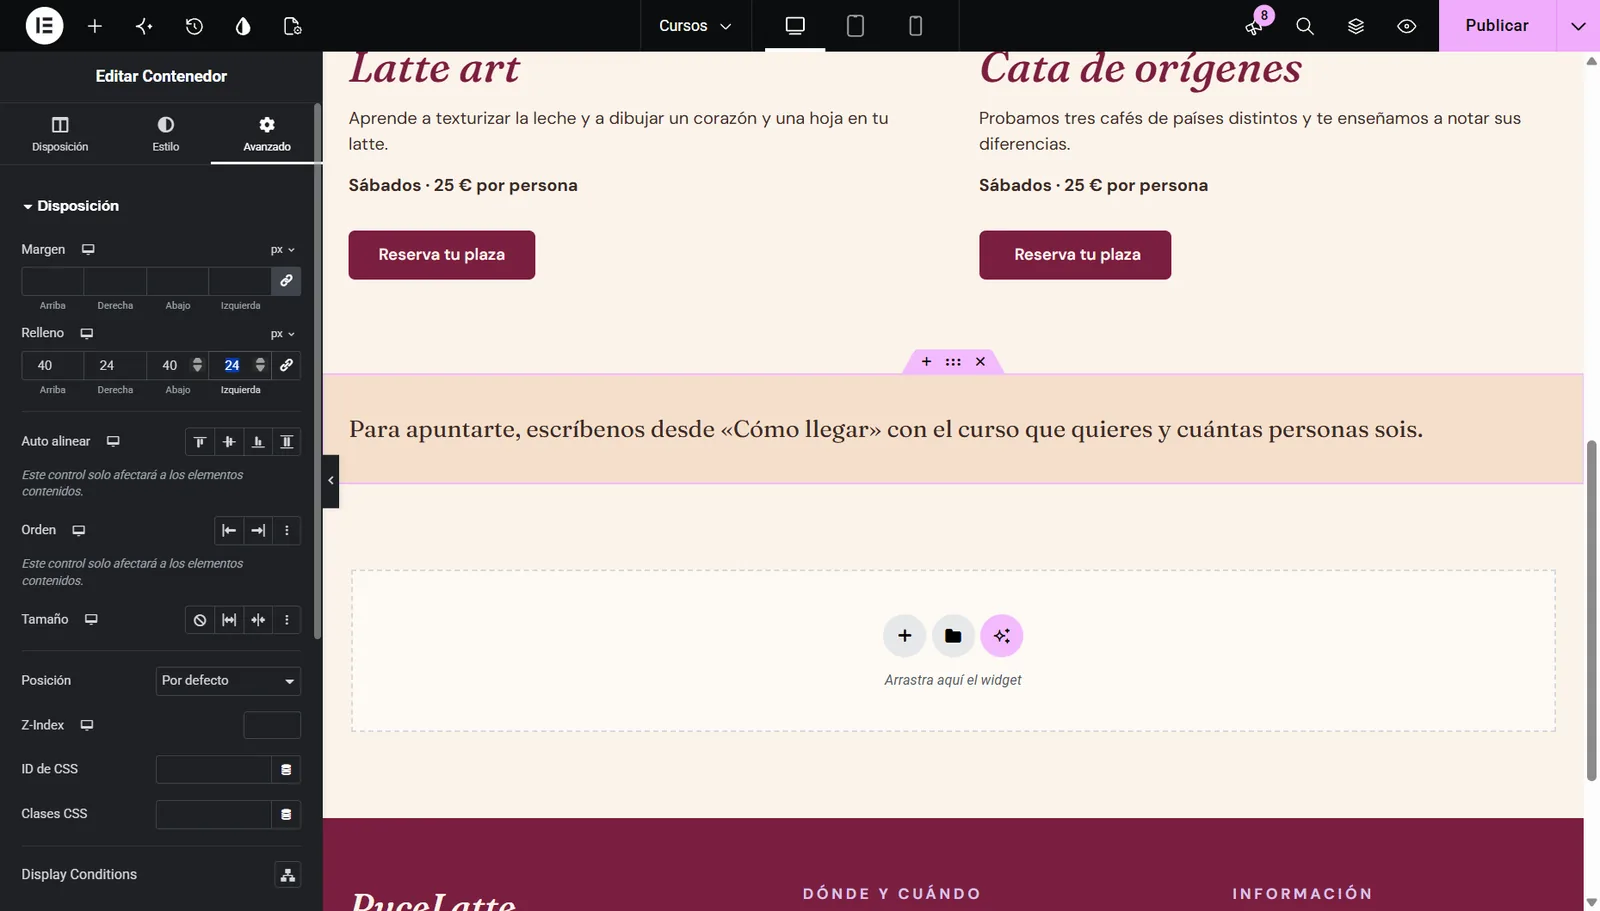 Cursos
8
Publicar
Editar Contenedor
Disposición
Estilo
Avanzado
Disposición
Margen
px
Arriba
Derecha
Abajo
Izquierda
Relleno
px
40
24
40
24
Arriba
Derecha
Abajo
Izquierda
Auto alinear
Este control solo afectará a los elementos
contenidos.
Orden
Este control solo afectará a los elementos
contenidos.
Tamaño
Posición
Por defecto
Z-Index
ID de CSS
Clases CSS
Display Conditions
Latte art
Aprende a texturizar la leche y a dibujar un corazón y una hoja en tu
latte.
Sábados · 25 € por persona
Reserva tu plaza
Cata de orígenes
Probamos tres cafés de países distintos y te enseñamos a notar sus
diferencias.
Sábados · 25 € por persona
Reserva tu plaza
Para apuntarte, escríbenos desde «Cómo llegar» con el curso que quieres y cuántas personas sois.
Arrastra aquí el widget
PuceLatte
DÓNDE Y CUÁNDO
INFORMACIÓN